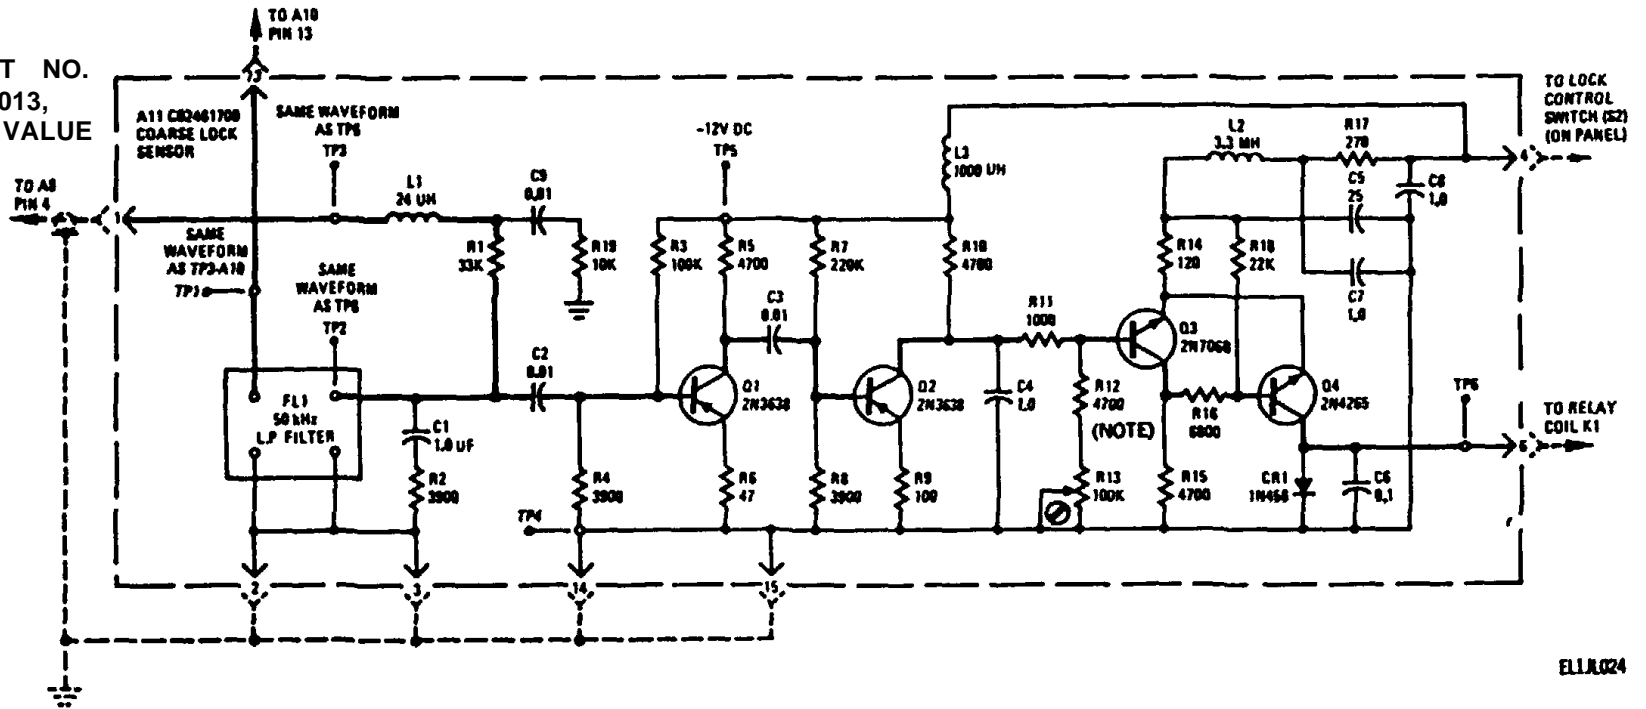 TO A10
PIN 13
T NO.
013,
VALUE
13
A11 C02461700
COARSE LOCK
SENSOR
SAME WAVEFORM
AS TP6
TP3
TO A8
PIN 4
1
SAME
WAVEFORM
AS TP3-A10
TP1
SAME
WAVEFORM
AS TP6
TP2
L1
24 UH
C9
0.01
R1
33K
R19
10K
FL1
50 kHz
L.P FILTER
C1
1.0 UF
R2
3900
C2
0.01
R4
3900
TP4
R3
100K
-12V DC
TP5
R5
4700
C3
0.01
R7
220K
Q1
2N3638
R6
47
R8
3900
Q2
2N3638
R9
100
L3
1000 UH
R10
4700
C4
1.0
R11
1000
R12
4700
(NOTE)
R13
100K
L2
3.3 MH
R17
270
C5
25
C8
1.0
C7
1.0
R14
120
R18
22K
Q3
2N706B
R16
6800
R15
4700
Q4
2N4265
CR1
1N458
C6
0.1
TP6
TO LOCK
CONTROL
SWITCH (S2)
(ON PANEL)
4
TO RELAY
COIL K1
2
3
14
15
EL1JL024